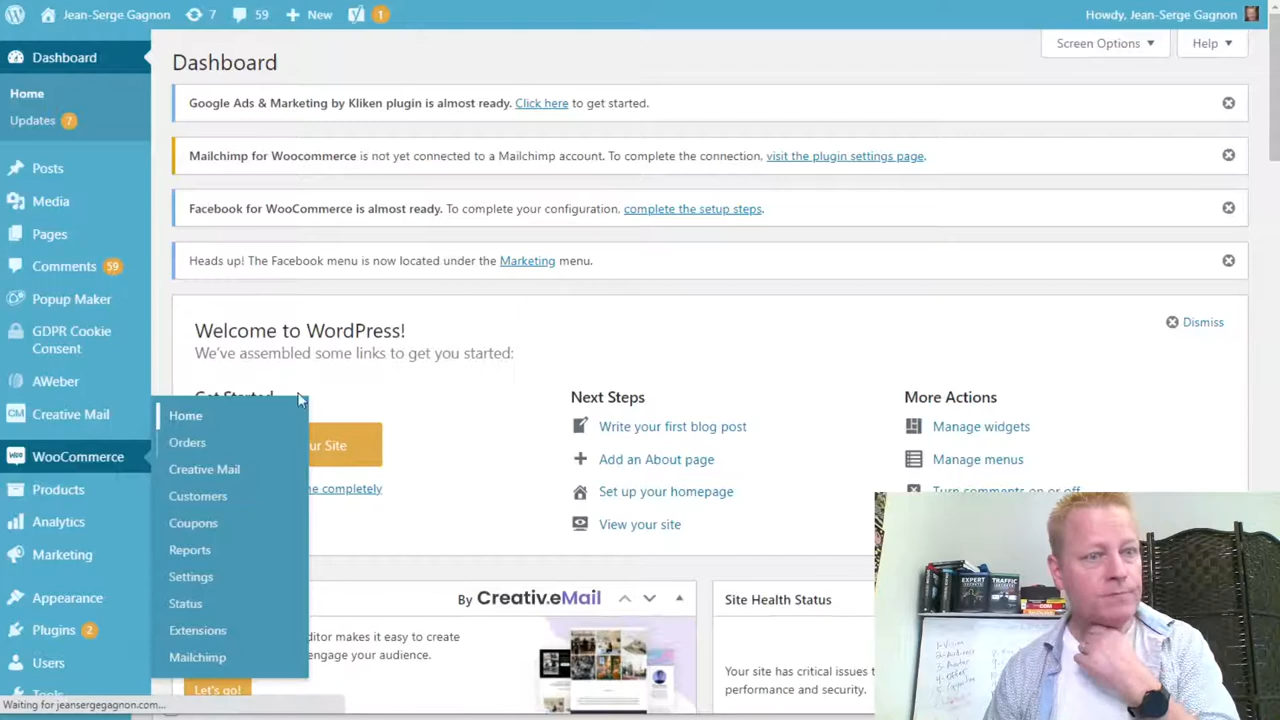 Jean-Serge Gagnon
7
59
New
1
Howdy, Jean-Serge Gagnon
Dashboard
Home
Updates 7
Posts
Media
Pages
Comments 59
Popup Maker
GDPR Cookie
Consent
AWeber
CM Creative Mail
WooCommerce
Products
Analytics
Marketing
Appearance
Plugins 2
Users
Tools
Home
Orders
Creative Mail
Customers
Coupons
Reports
Settings
Status
Extensions
Mailchimp
Screen Options
Help
Dashboard
Google Ads & Marketing by Kliken plugin is almost ready. Click here to get started.
Mailchimp for Woocommerce is not yet connected to a Mailchimp account. To complete the connection, visit the plugin settings page.
Facebook for WooCommerce is almost ready. To complete your configuration, complete the setup steps.
Heads up! The Facebook menu is now located under the Marketing menu.
Welcome to WordPress!
We've assembled some links to get you started:
Dismiss
Get Started
ur Site
me completely
Next Steps
Write your first blog post
Add an About page
Set up your homepage
View your site
More Actions
Manage widgets
Manage menus
Turn comments on or off
By Creativ.eMail
ditor makes it easy to create
engage your audience.
Let's go!
Site Health Status
Your site has critical issues t
performance and security.
EXPERT
SECRETS
TRAFFIC
SECRETS
Waiting for jeansergegagnon.com...